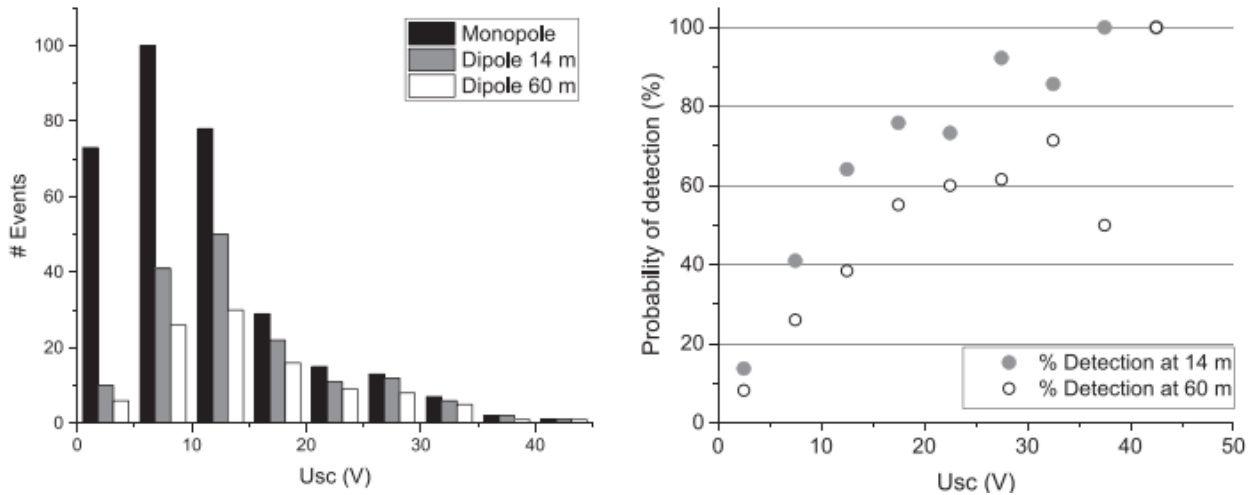 100
80
60
40
20
0
# Events
Monopole
Dipole 14 m
Dipole 60 m
0
10
20
30
40
Usc (V)
100
80
60
40
20
0
Probability of detection (%)
% Detection at 14 m
% Detection at 60 m
0
10
20
30
40
50
Usc (V)